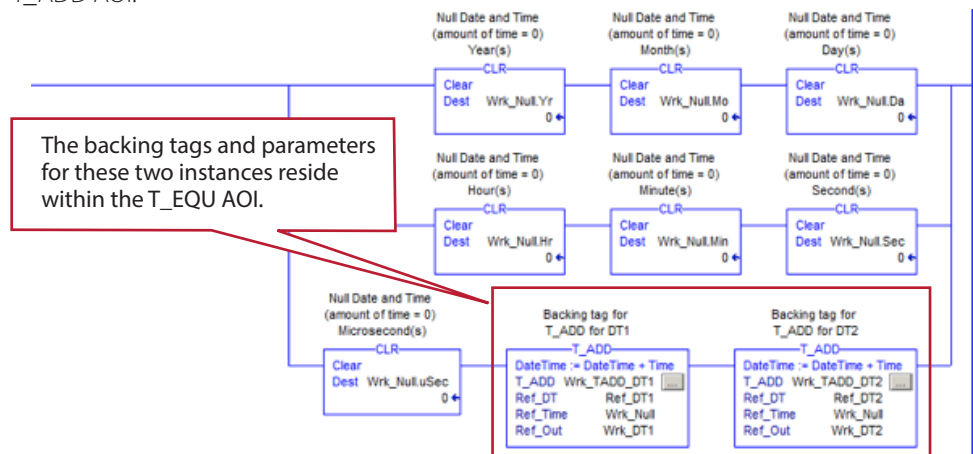 T_ADD AOI.
Null Date and Time
(amount of time = 0)
Year(s)
CLR
Clear
Dest Wrk_Null.Yr
0
Null Date and Time
(amount of time = 0)
Month(s)
CLR
Clear
Dest Wrk_Null.Mo
0
Null Date and Time
(amount of time = 0)
Day(s)
CLR
Clear
Dest Wrk_Null.Da
0
The backing tags and parameters
for these two instances reside
within the T_EQU AOI.
Null Date and Time
(amount of time = 0)
Hour(s)
CLR
Clear
Dest Wrk_Null.Hr
0
Null Date and Time
(amount of time = 0)
Minute(s)
CLR
Clear
Dest Wrk_Null.Min
0
Null Date and Time
(amount of time = 0)
Second(s)
CLR
Clear
Dest Wrk_Null.Sec
0
Null Date and Time
(amount of time = 0)
Microsecond(s)
CLR
Clear
Dest Wrk_Null.uSec
0
Backing tag for
T_ADD for DT1
T_ADD
DateTime := DateTime + Time
T_ADD Wrk_TADD_DT1 ...
Ref_DT Ref_DT1
Ref_Time Wrk_Null
Ref_Out Wrk_DT1
Backing tag for
T_ADD for DT2
T_ADD
DateTime := DateTime + Time
T_ADD Wrk_TADD_DT2 ...
Ref_DT Ref_DT2
Ref_Time Wrk_Null
Ref_Out Wrk_DT2